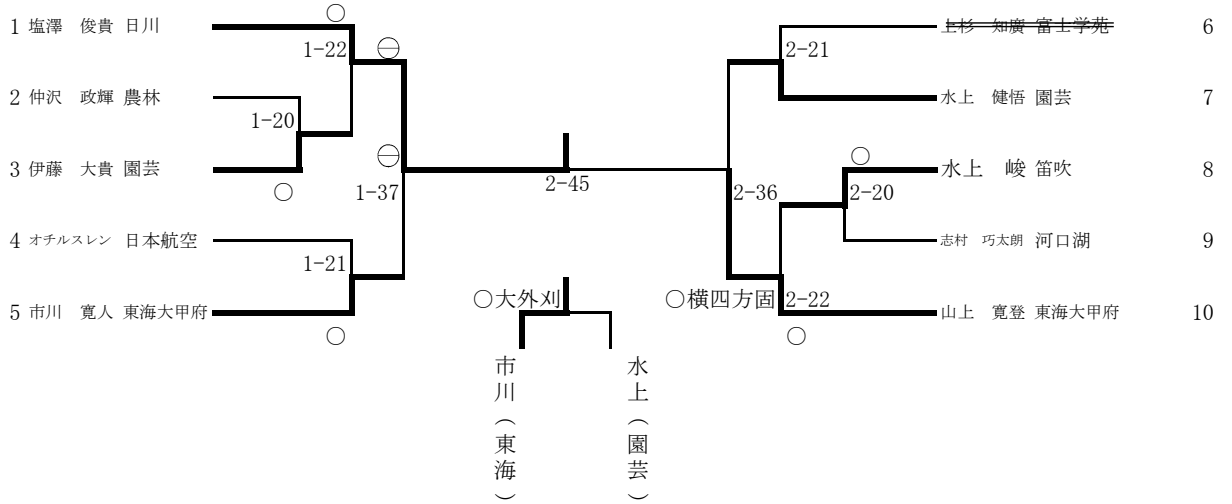 1 塩澤 俊貴 日川
2 仲沢 政輝 農林
3 伊藤 大貴 園芸
4 オチルスレン 日本航空
5 市川 寛人 東海大甲府
1-22
1-20
1-37
1-21
2-45
2-21
2-36
2-20
2-22
上杉 知廣 富士学苑 6
水上 健悟 園芸 7
水上 峻 笛吹 8
志村 巧太朗 河口湖 9
山上 寛登 東海大甲府 10
○大外刈
○横四方固
市川(東海)
水上(園芸)